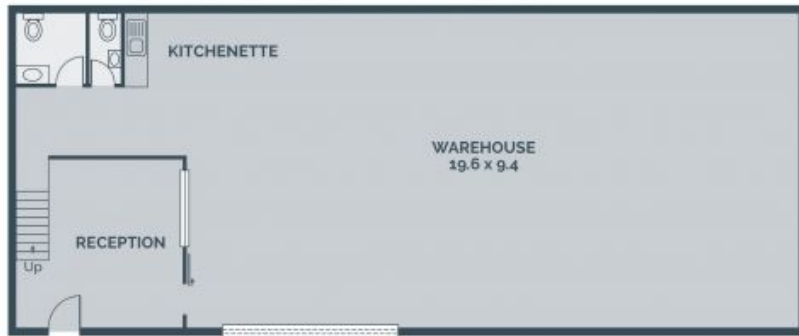 KITCHENETTE
WAREHOUSE
19.6 x 9.4
RECEPTION
Up